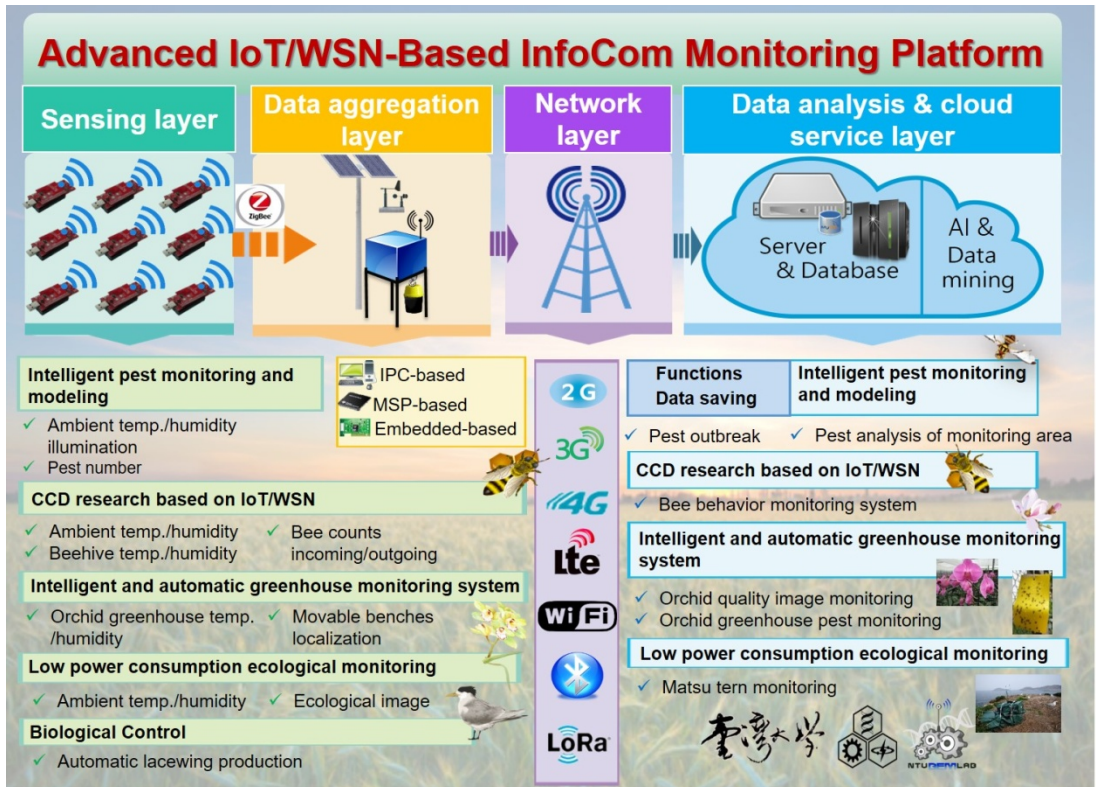 Advanced IoT/WSN-Based InfoCom Monitoring Platform
Sensing layer
Data aggregation
layer
Network
layer
Data analysis & cloud
service layer
ZigBee
Server
& Database
AI &
Data
mining
Intelligent pest monitoring and
modeling
✓ Ambient temp./humidity
illumination
✓ Pest number
CCD research based on IoT/WSN
✓ Ambient temp./humidity
✓ Beehive temp./humidity
✓ Bee counts
incoming/outgoing
Intelligent and automatic greenhouse monitoring system
✓ Orchid greenhouse temp.
/humidity
✓ Movable benches
localization
Low power consumption ecological monitoring
✓ Ambient temp./humidity
✓ Ecological image
Biological Control
✓ Automatic lacewing production
IPC-based
MSP-based
Embedded-based
2G
3G
4G
Lte
WiFi
LoRa
Functions
Data saving
Intelligent pest monitoring
and modeling
✓ Pest outbreak
✓ Pest analysis of monitoring area
CCD research based on IoT/WSN
✓ Bee behavior monitoring system
Intelligent and automatic greenhouse monitoring
system
✓ Orchid quality image monitoring
✓ Orchid greenhouse pest monitoring
Low power consumption ecological monitoring
✓ Matsu tern monitoring
臺灣大學
NTUBEMLAB